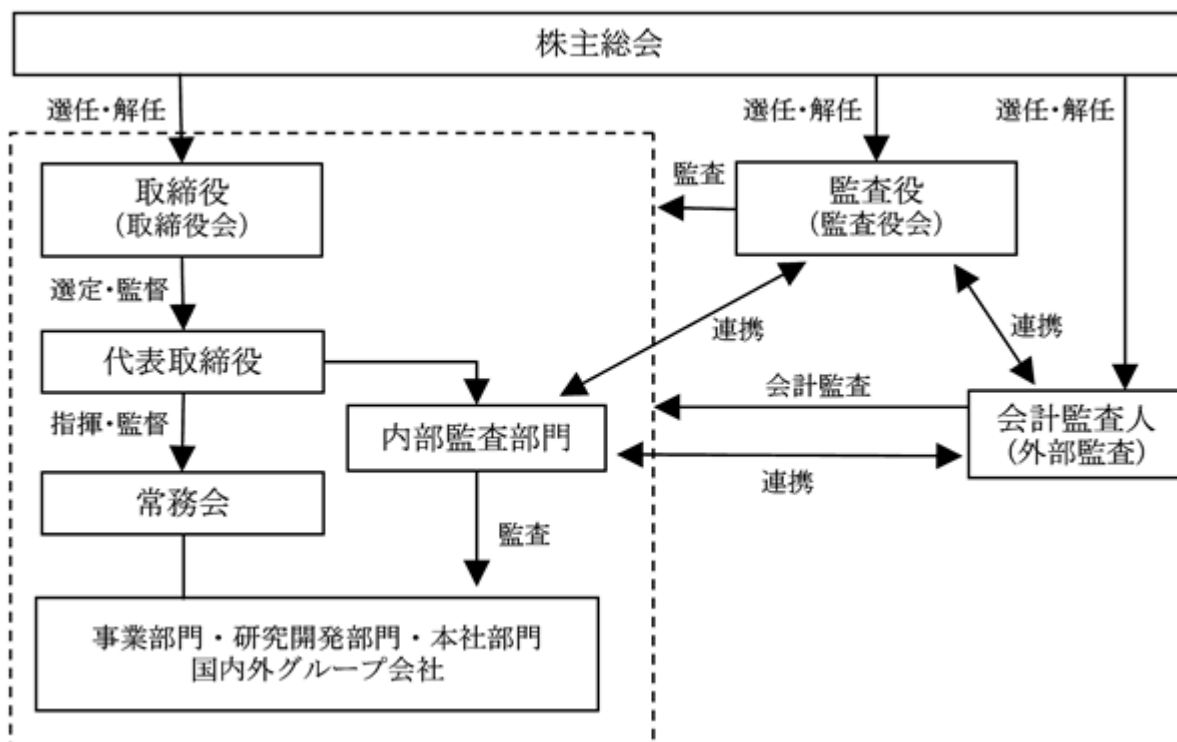 株主総会
選任・解任
選任・解任
選任・解任
取締役
(取締役会)
監査
監査役
(監査役会)
選定・監督
連携
連携
代表取締役
会計監査
指揮・監督
内部監査部門
会計監査人
(外部監査)
連携
常務会
監査
事業部門・研究開発部門・本社部門
国内外グループ会社